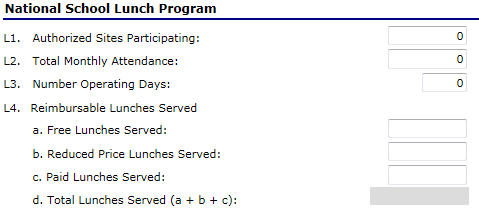 National School Lunch Program
L1. Authorized Sites Participating: 0
L2. Total Monthly Attendance: 0
L3. Number Operating Days: 0
L4. Reimbursable Lunches Served
a. Free Lunches Served:
b. Reduced Price Lunches Served:
c. Paid Lunches Served:
d. Total Lunches Served (a + b + c):